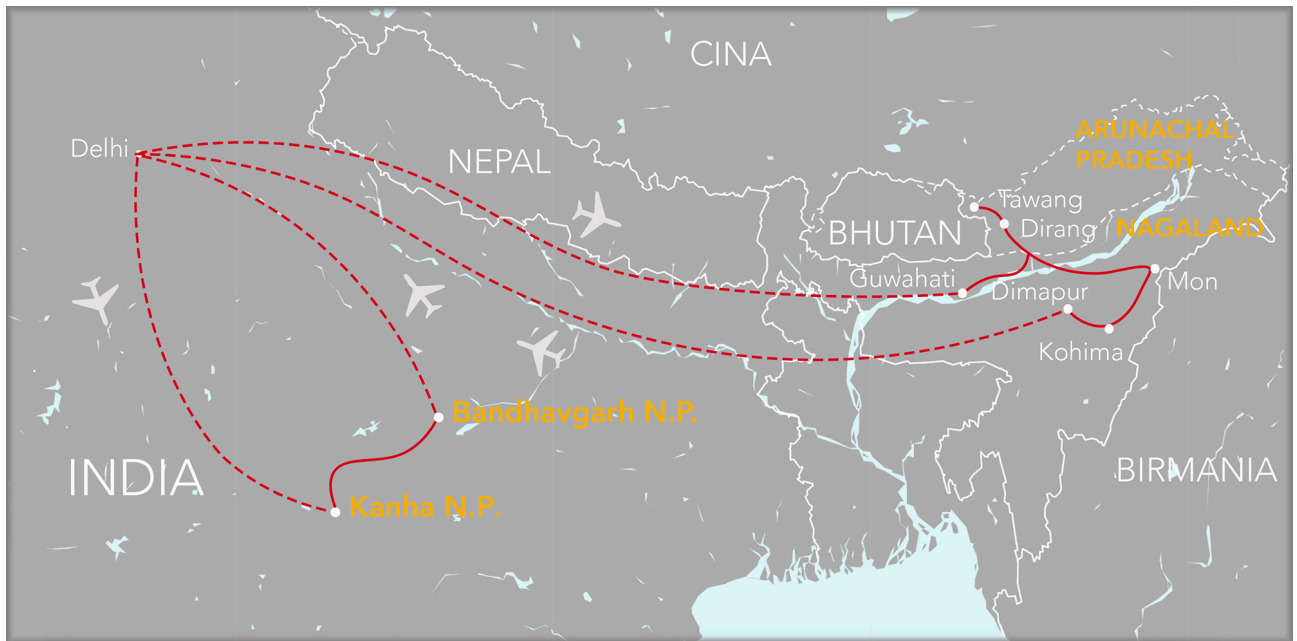 CINA
ARUNACHAL
PRADESH
Delhi
NEPAL
Tawang
BHUTAN
Dirang
NAGALAND
Guwahati
Dimapur
Mon
Kohima
Bandhavgarh N.P.
INDIA
BIRMANIA
Kanha N.P.